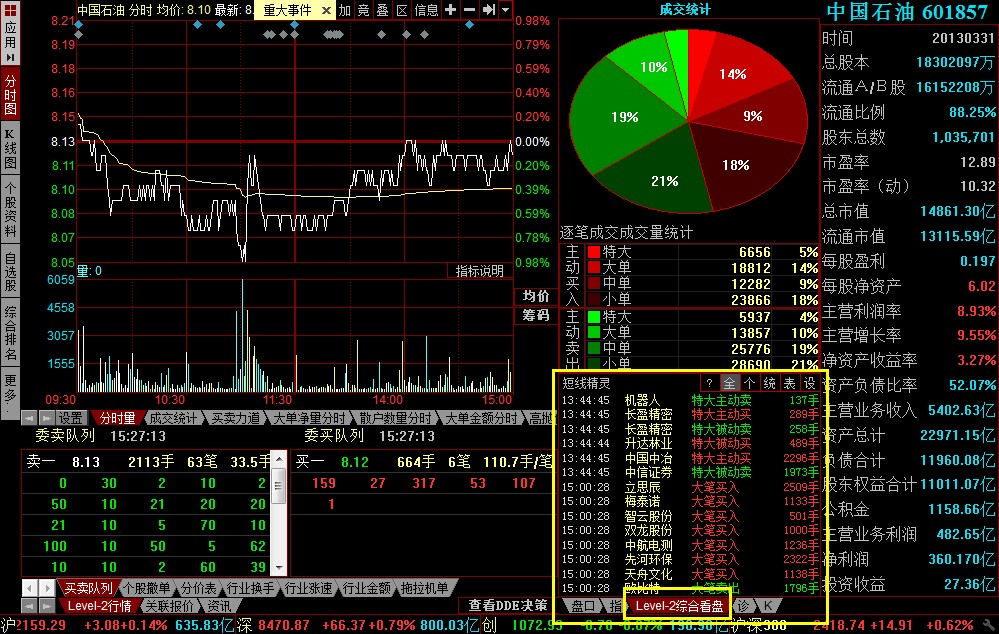 应用
分时图
K线图
个股资料
自选股
综合排名
更多
中国石油 分时 均价: 8.10 最新: 8
重大事件 × 加 竞 叠 区 信息
8.21
8.19
8.18
8.16
8.15
8.13
8.11
8.10
8.08
8.07
8.05
0.98%
0.79%
0.59%
0.39%
0.20%
0.00%
0.20%
0.39%
0.59%
0.78%
0.98%
量: 0
指标说明
6059
4558
3057
1555
09:30 10:30 11:30 14:00 15:00
均价
筹码
设置 分时量 成交统计 买卖力道 大单净量分时 散户数量分时 大单金额分时 高抛
委卖队列 15:27:13 委买队列 15:27:13
卖一 8.13 2113手 63笔 33.5手
0 30 2 10 2
50 10 21 20 20
21 10 5 70 10
100 10 50 5 62
10 10 2 60 39
买一 8.12 664手 6笔 110.7手/笔
159 27 317 53 107
1
买卖队列 个股撤单 分价表 行业换手 行业涨速 行业金额 拖拉机单
Level-2行情 关联报价 资讯
查看DDE决策
成交统计
14%
9%
18%
21%
19%
10%
逐笔成交成交量统计
主动买入
特大 6656 5%
大单 18812 14%
中单 12282 9%
小单 23866 18%
主动卖出
特大 5937 4%
大单 13857 10%
中单 25776 19%
小单 28690 21%
短线精灵 ? 全 个 统 表 设
13:44:45 机器人 特大主动卖 137手
13:44:45 长盈精密 特大主动买 289手
13:44:45 长盈精密 特大被动卖 258手
13:44:44 升达林业 特大被动买 489手
13:44:45 中国中冶 特大主动买 2296手
13:44:45 中信证券 特大被动卖 1973手
15:00:28 立思辰 大笔买入 2509手
15:00:28 梅泰诺 大笔买入 1133手
15:00:28 智云股份 大笔买入 501手
15:00:28 双龙股份 大笔买入 1000手
15:00:28 中航电测 大笔买入 1236手
15:00:28 先河环保 大笔买入 2322手
15:00:28 天舟文化 大笔买入 1138手
15:00:28 欧比特 大笔卖出 1796手
盘口 指 Level-2综合看盘 诊 K
中国石油 601857
时间 20130331
总股本 18302097万
流通A/B股 16152208万
流通比例 88.25%
股东总数 1,035,701
市盈率 12.89
市盈率（动） 10.32
总市值 14861.30亿
流通市值 13115.59亿
每股盈利 0.197
每股净资产 6.02
主营利润率 8.93%
主营增长率 9.55%
净资产收益率 3.27%
资产负债比率 52.07%
主营业务收入 5402.63亿
资产总计 22971.15亿
负债合计 11960.08亿
股东权益合计 11011.07亿
公积金 1158.66亿
主营业务利润 482.65亿
净利润 360.170亿
投资收益 27.36亿
沪2159.29 +3.08 +0.14% 635.83亿 深 8470.87 +66.37 +0.79% 800.03亿 创 1072.93 沪深300 2418.74 +14.91 +0.62%